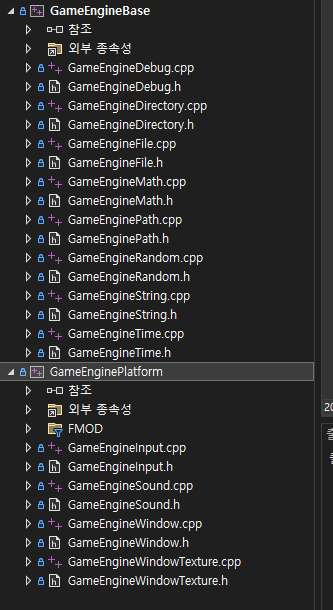 GameEngineBase
참조
외부 종속성
GameEngineDebug.cpp
GameEngineDebug.h
GameEngineDirectory.cpp
GameEngineDirectory.h
GameEngineFile.cpp
GameEngineFile.h
GameEngineMath.cpp
GameEngineMath.h
GameEnginePath.cpp
GameEnginePath.h
GameEngineRandom.cpp
GameEngineRandom.h
GameEngineString.cpp
GameEngineString.h
GameEngineTime.cpp
GameEngineTime.h
GameEnginePlatform
참조
외부 종속성
FMOD
GameEngineInput.cpp
GameEngineInput.h
GameEngineSound.cpp
GameEngineSound.h
GameEngineWindow.cpp
GameEngineWindow.h
GameEngineWindowTexture.cpp
GameEngineWindowTexture.h